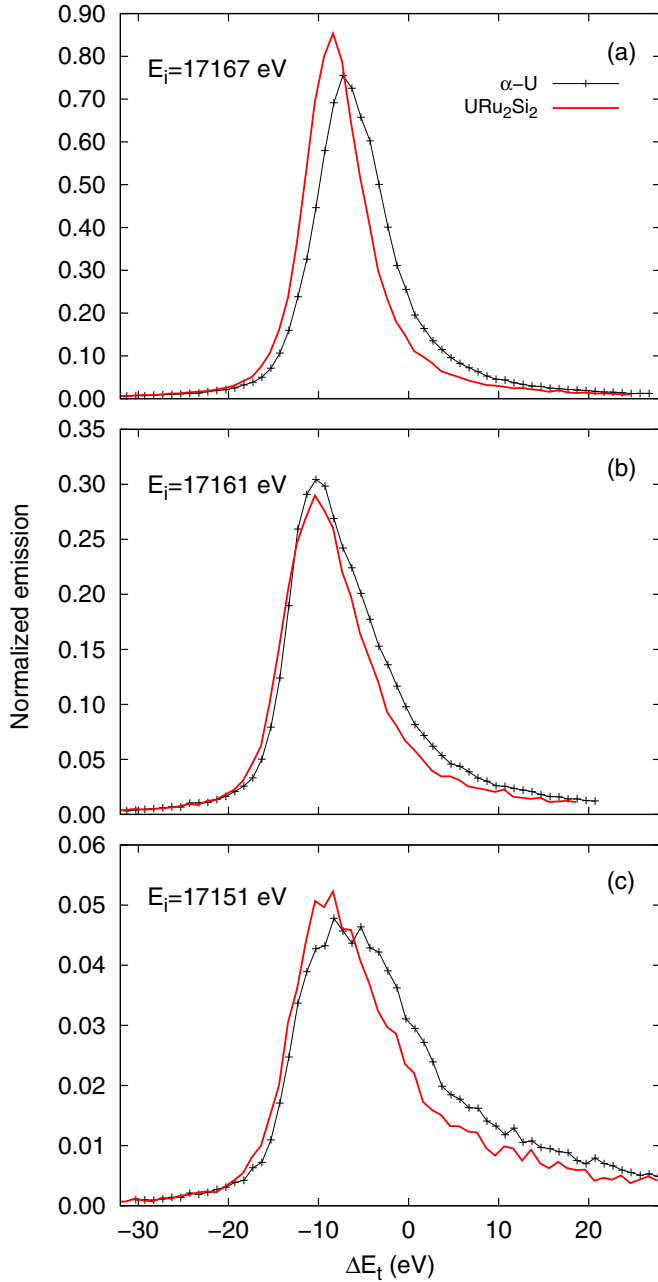 0.90
0.80
0.70
0.60
0.50
0.40
0.30
0.20
0.10
0.00
Eᵢ=17167 eV
(a)
α−U
URu₂Si₂
0.35
0.30
0.25
0.20
0.15
0.10
0.05
0.00
Eᵢ=17161 eV
(b)
Normalized emission
0.06
0.05
0.04
0.03
0.02
0.01
0.00
Eᵢ=17151 eV
(c)
−30 −20 −10 0 10 20
ΔEₜ (eV)